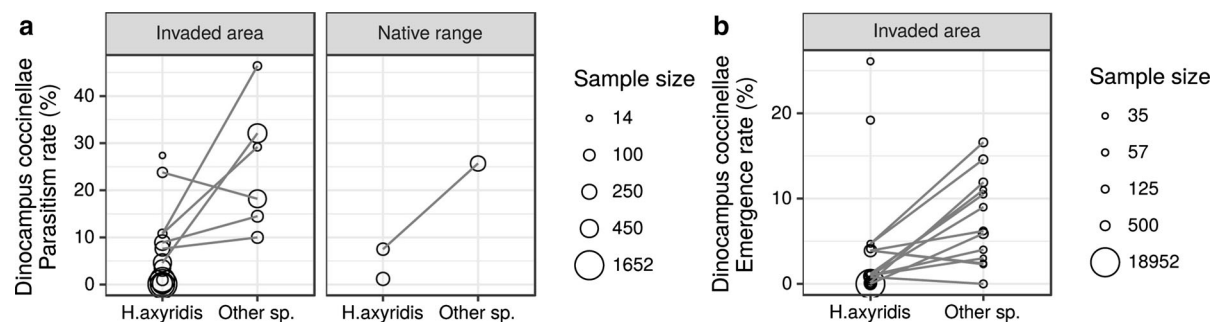 a
Invaded area
Native range
Dinocampus coccinellae
Parasitism rate (%)
40
30
20
10
0
H.axyridis
Other sp.
H.axyridis
Other sp.
Sample size
14
100
250
450
1652
b
Invaded area
Dinocampus coccinellae
Emergence rate (%)
20
10
0
H.axyridis
Other sp.
Sample size
35
57
125
500
18952